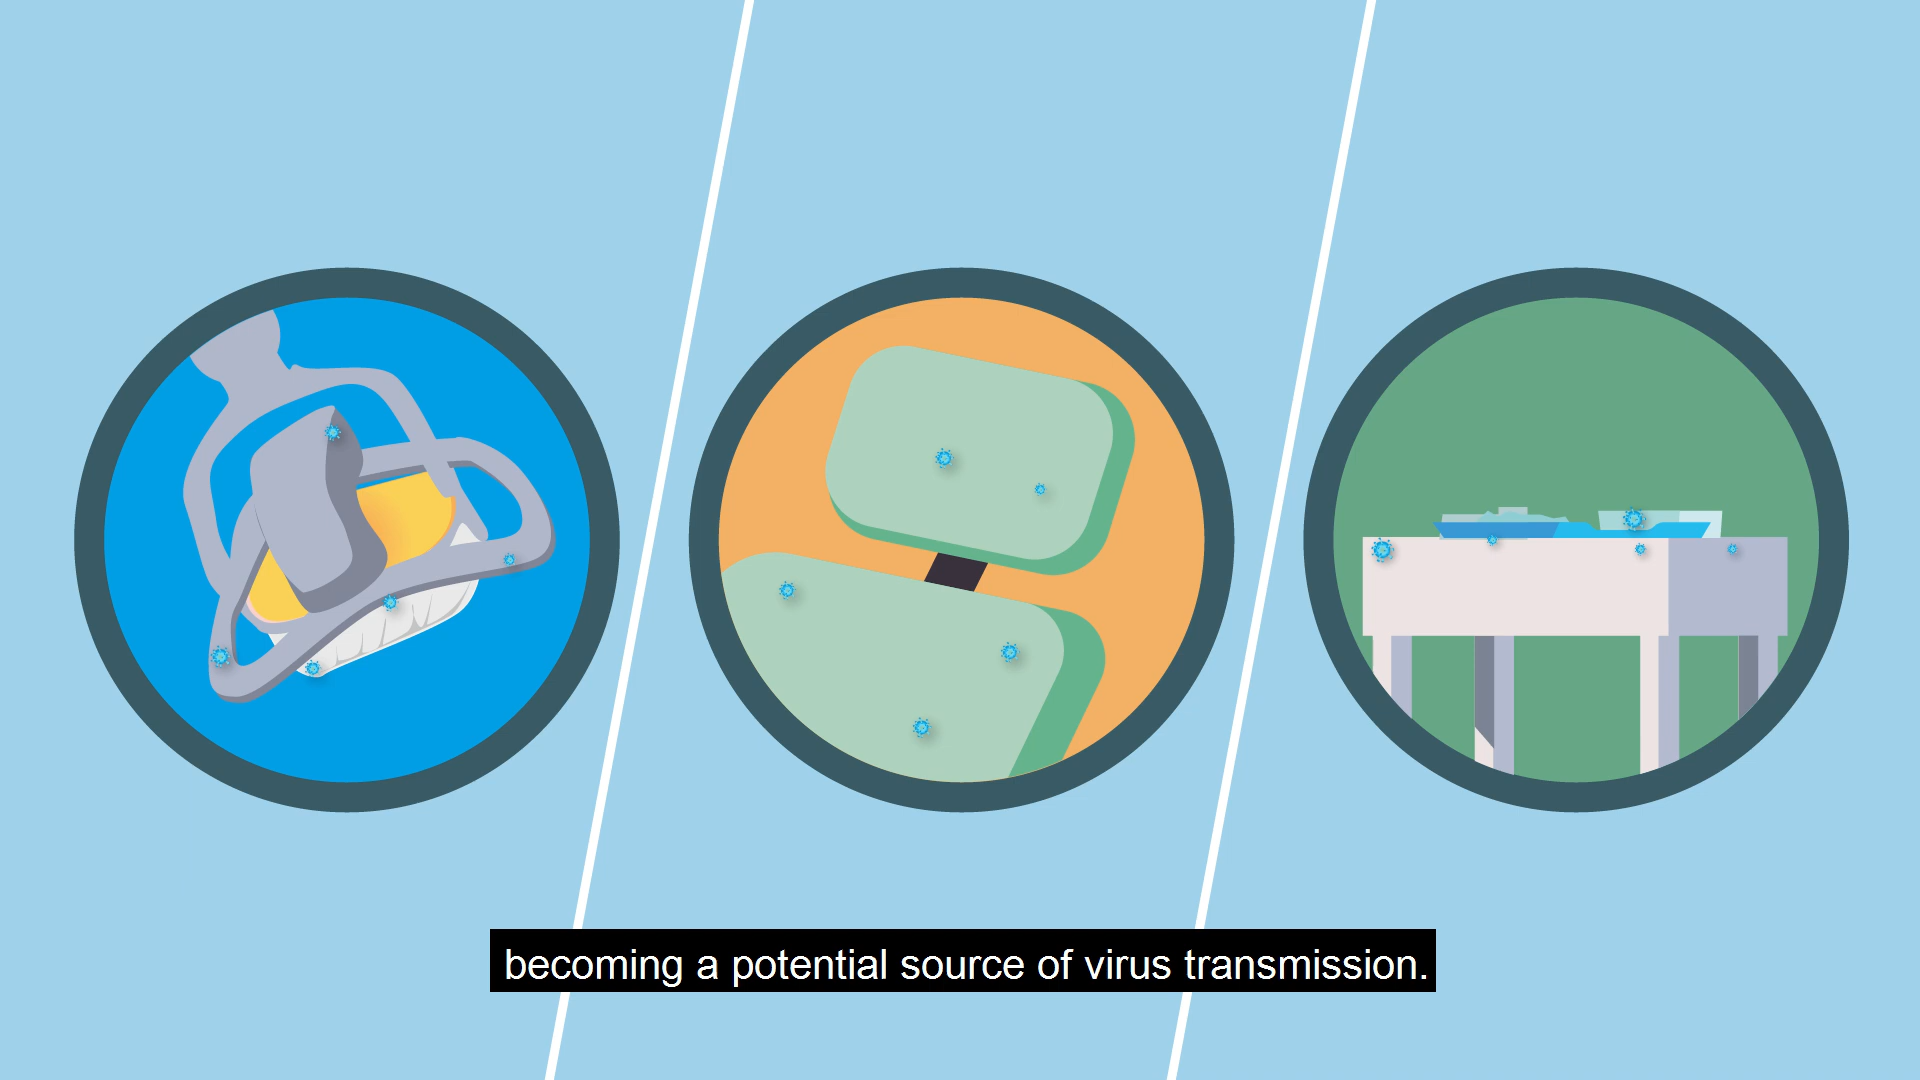 becoming a potential source of virus transmission.